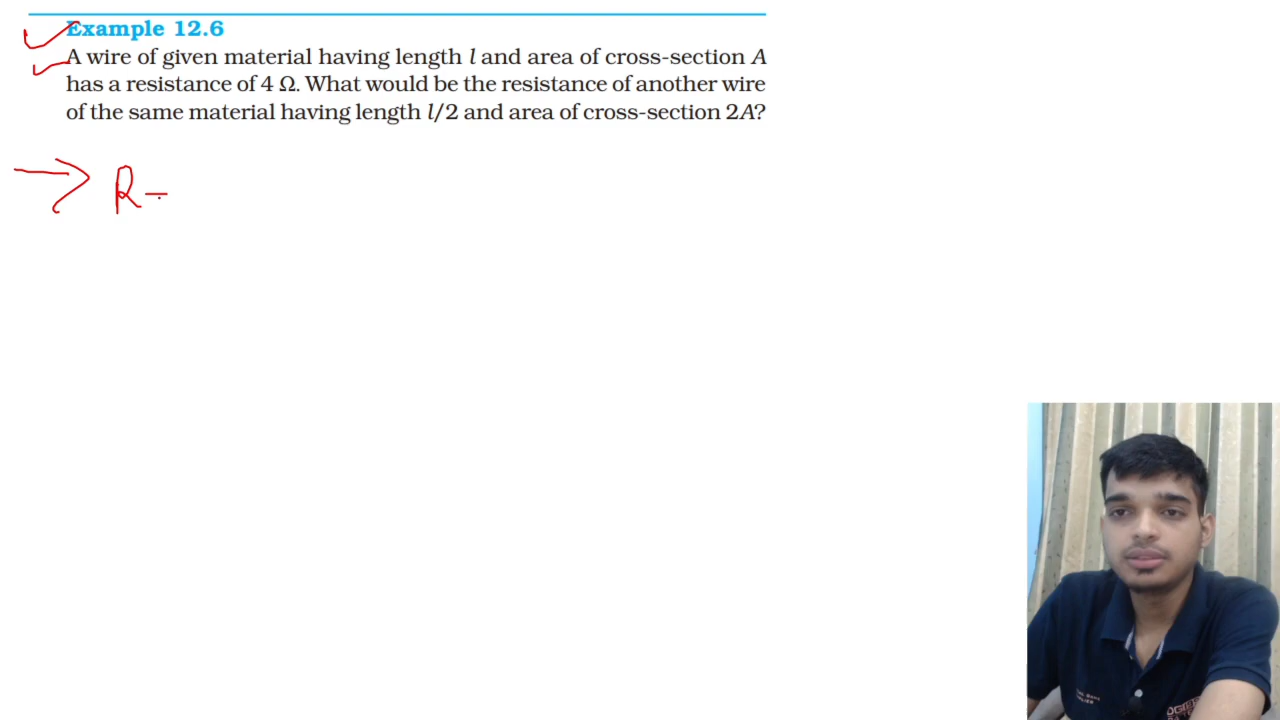 Example 12.6
A wire of given material having length l and area of cross-section A
has a resistance of 4 Ω. What would be the resistance of another wire
of the same material having length l/2 and area of cross-section 2A?
R -